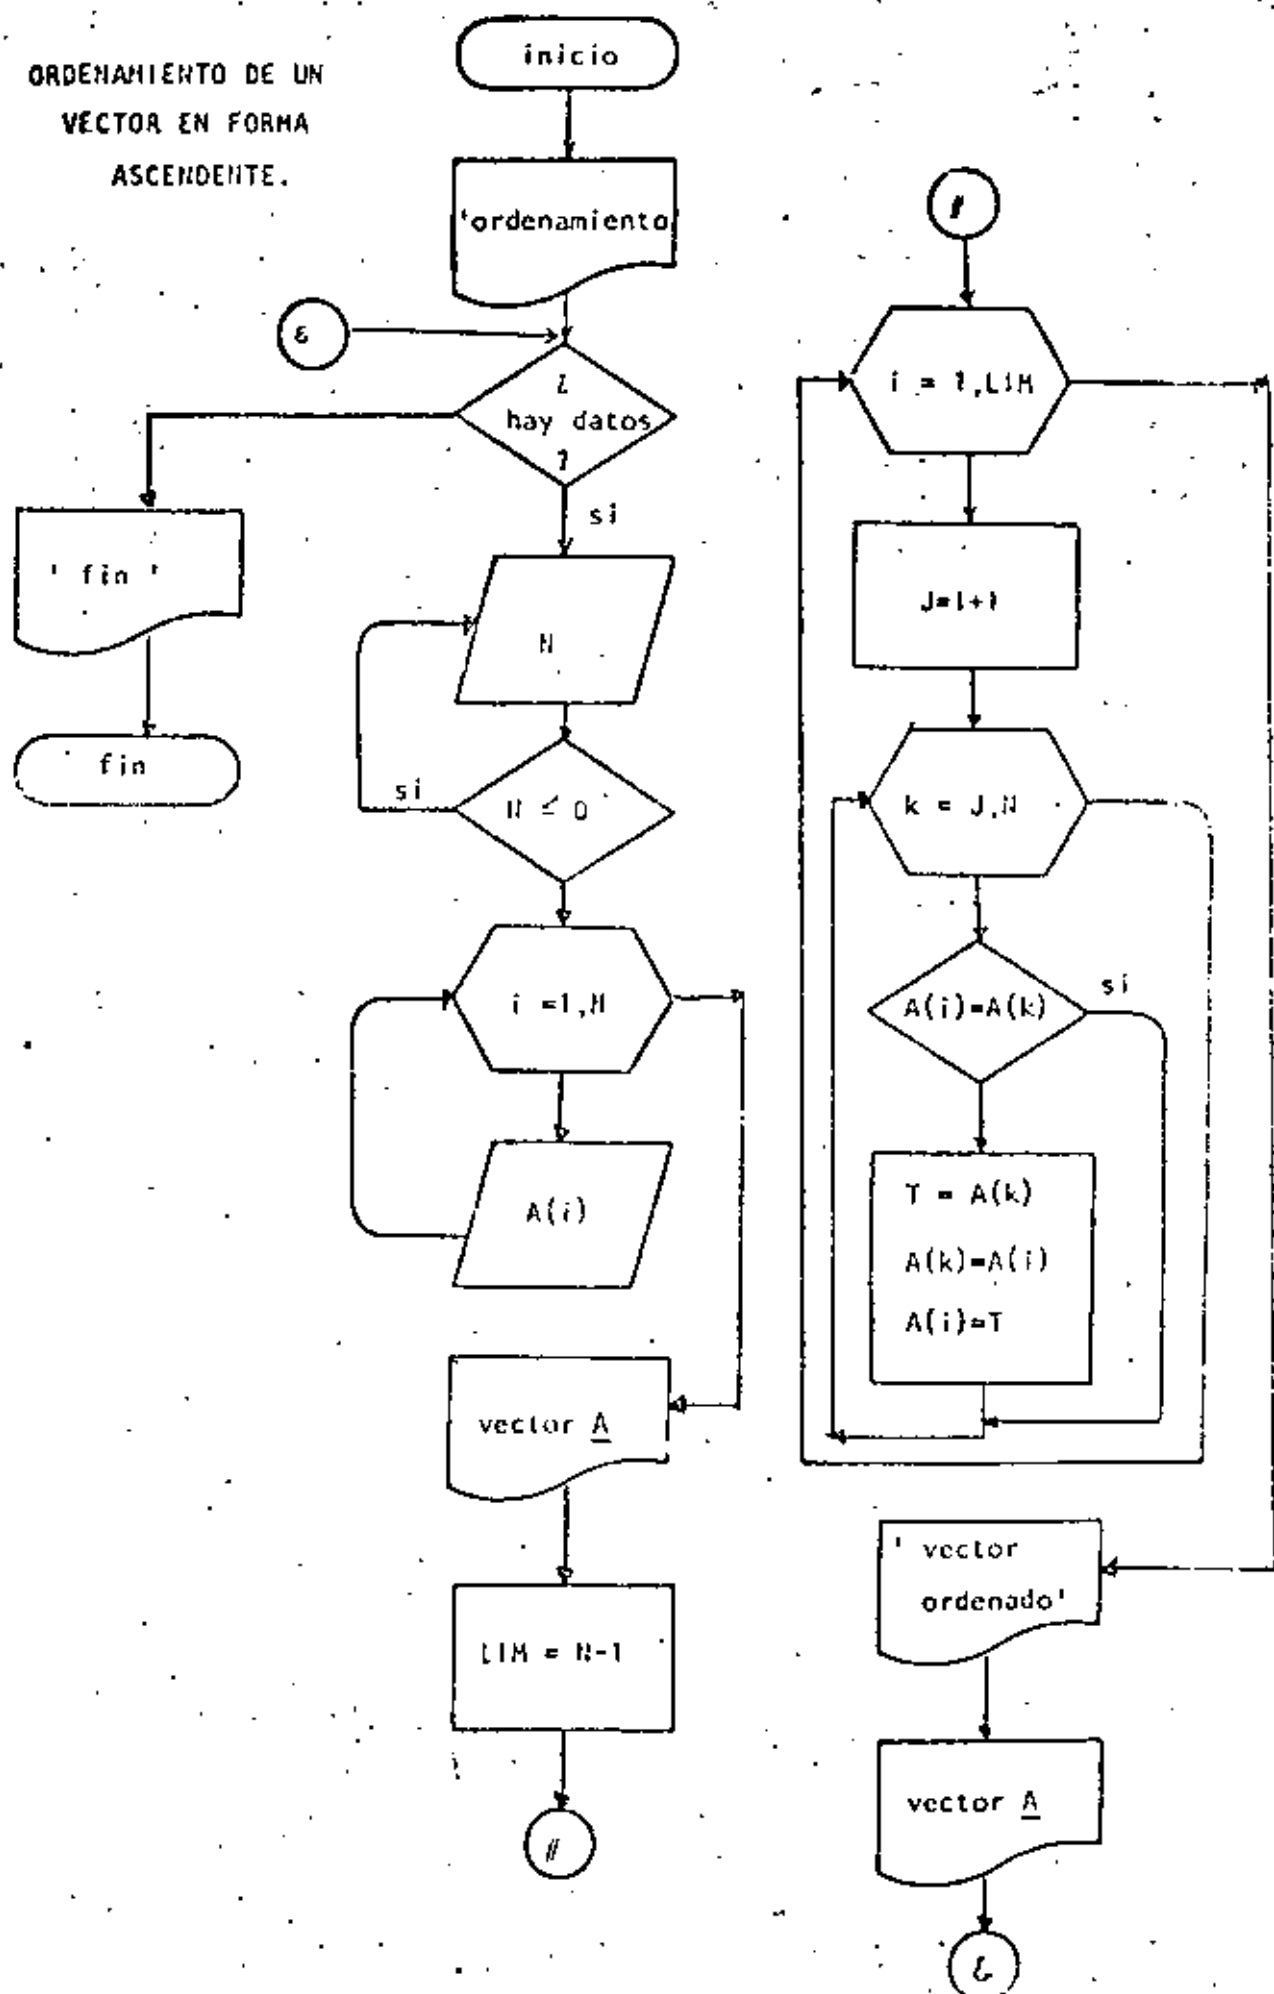 ORDENAMIENTO DE UN
VECTOR EN FORMA
ASCENDENTE.
inicio
'ordenamiento
&
¿
hay datos
?
si
' fin '
fin
N
si
N ≤ 0
i =1,N
A(i)
vector A
LIM = N-1
#
#
i = 1,LIM
J=i+1
k = J,N
A(i)=A(k)
si
T = A(k)
A(k)=A(i)
A(i)=T
' vector
ordenado'
vector A
&